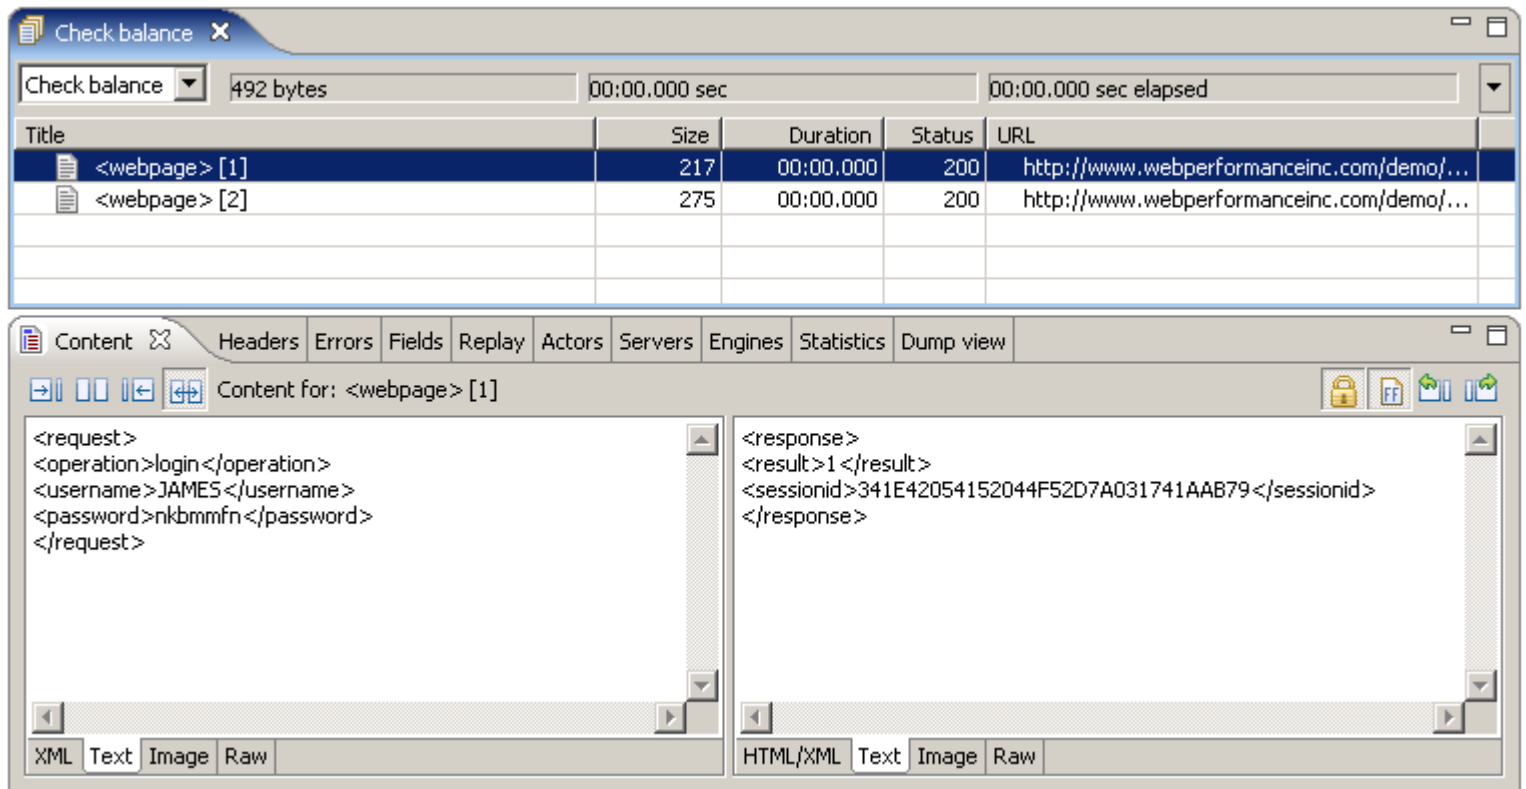 Check balance
Check balance 492 bytes 00:00.000 sec 00:00.000 sec elapsed
Title Size Duration Status URL
<webpage> [1] 217 00:00.000 200 http://www.webperformanceinc.com/demo/...
<webpage> [2] 275 00:00.000 200 http://www.webperformanceinc.com/demo/...
Content Headers Errors Fields Replay Actors Servers Engines Statistics Dump view
Content for: <webpage> [1] FF
<request>
<operation>login</operation>
<username>JAMES</username>
<password>nkbmmfn</password>
</request>
<response>
<result>1</result>
<sessionid>341E42054152044F52D7A031741AAB79</sessionid>
</response>
XML Text Image Raw
HTML/XML Text Image Raw